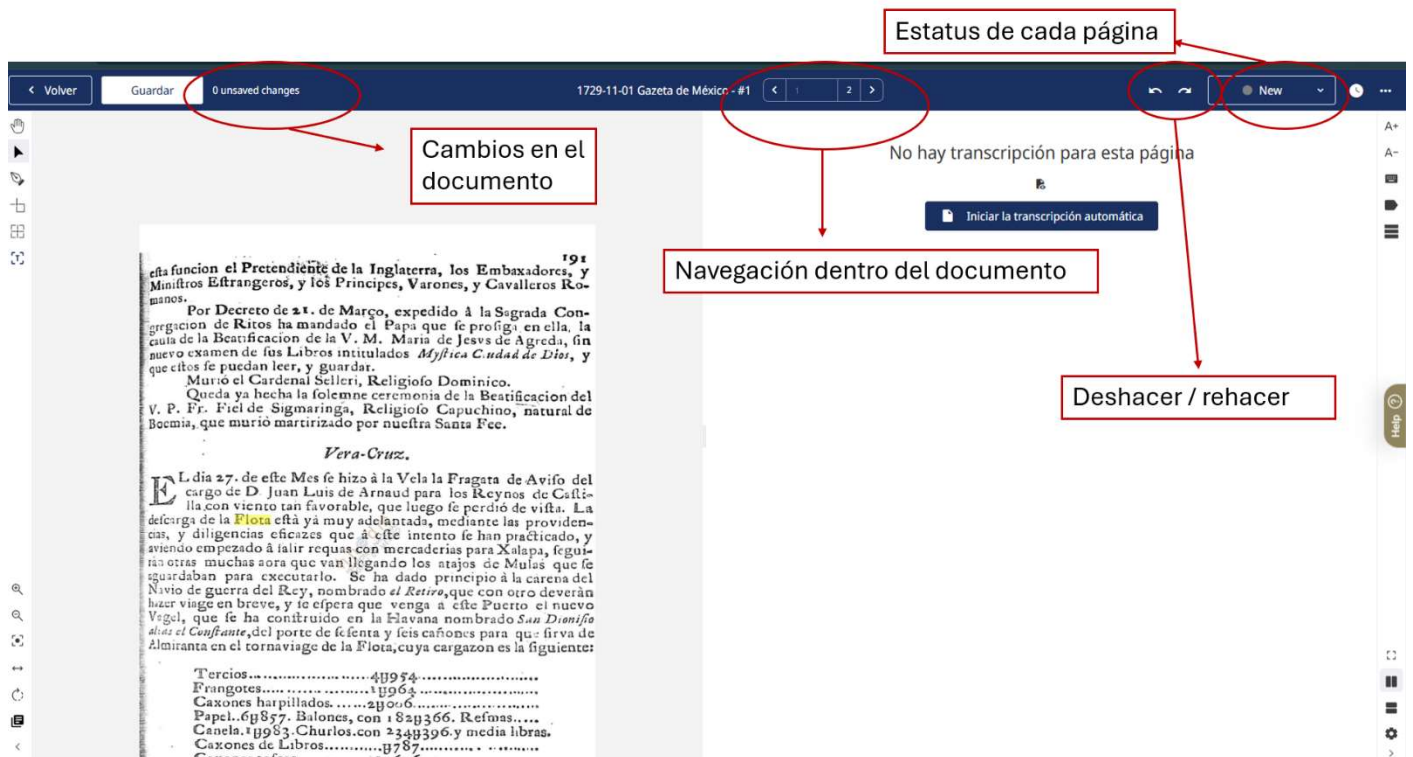 Estatus de cada página
Volver
Guardar
0 unsaved changes
1729-11-01 Gazeta de México - #1
1
2
New
Cambios en el
documento
No hay transcripción para esta página
Iniciar la transcripción automática
Navegación dentro del documento
Deshacer / rehacer
A+
A-
Help
191
eſta funcion el Pretendiente de la Inglaterra, los Embaxadores, y
Miniſtros Eſtrangeros, y los Principes, Varones, y Cavalleros Ro-
manos.
Por Decreto de 21. de Março, expedido â la Sagrada Con-
gregacion de Ritos ha mandado el Papa que ſe proſiga en ella, la
cauſa de la Beatificacion de la V. M. Maria de Jesvs de Agreda, ſin
nuevo examen de ſus Libros intitulados Myſtica C.udad de Dios, y
que eſtos ſe puedan leer, y guardar.
Murió el Cardenal Selleri, Religioſo Dominico.
Queda ya hecha la ſolemne ceremonia de la Beatificacion del
V. P. Fr. Fiel de Sigmaringa, Religioſo Capuchino, natural de
Boemia, que murió martirizado por nueſtra Santa Fee.
Vera-Cruz.
EL dia 27. de eſte Mes ſe hizo à la Vela la Fragata de Aviſo del
cargo de D. Juan Luis de Arnaud para los Reynos de Caſti-
lla con viento tan favorable, que luego ſe perdió de viſta. La
deſcarga de la Flota eſtà yá muy adelantada, mediante las providen-
cias, y diligencias eficazes que â eſte intento ſe han practicado, y
aviendo empezado â ſalir requas con mercaderias para Xalapa, ſegui-
rán otras muchas aora que van llegando los atajos de Mulas que ſe
aguardaban para executarlo. Se ha dado principio à la carena del
Navio de guerra del Rey, nombrado el Retiro, que con otro deveràn
hazer viage en breve, y ſe eſpera que venga a eſte Puerto el nuevo
Vagel, que ſe ha conſtruido en la Havana nombrado San Dioniſio
alias el Conſtante, del porte de ſeſenta y ſeis cañones para que ſirva de
Almiranta en el tornaviage de la Flota, cuya cargazon es la ſiguiente:
Tercios........................4ų954........................
Frangotes.....................1ų964........................
Caxones harpillados.......2ų006........................
Papel..6ų857. Balones, con 182ų366. Reſmas.....
Canela.1ų983.Churlos.con 234ų396.y media libras.
Caxones de Libros............ų787........................